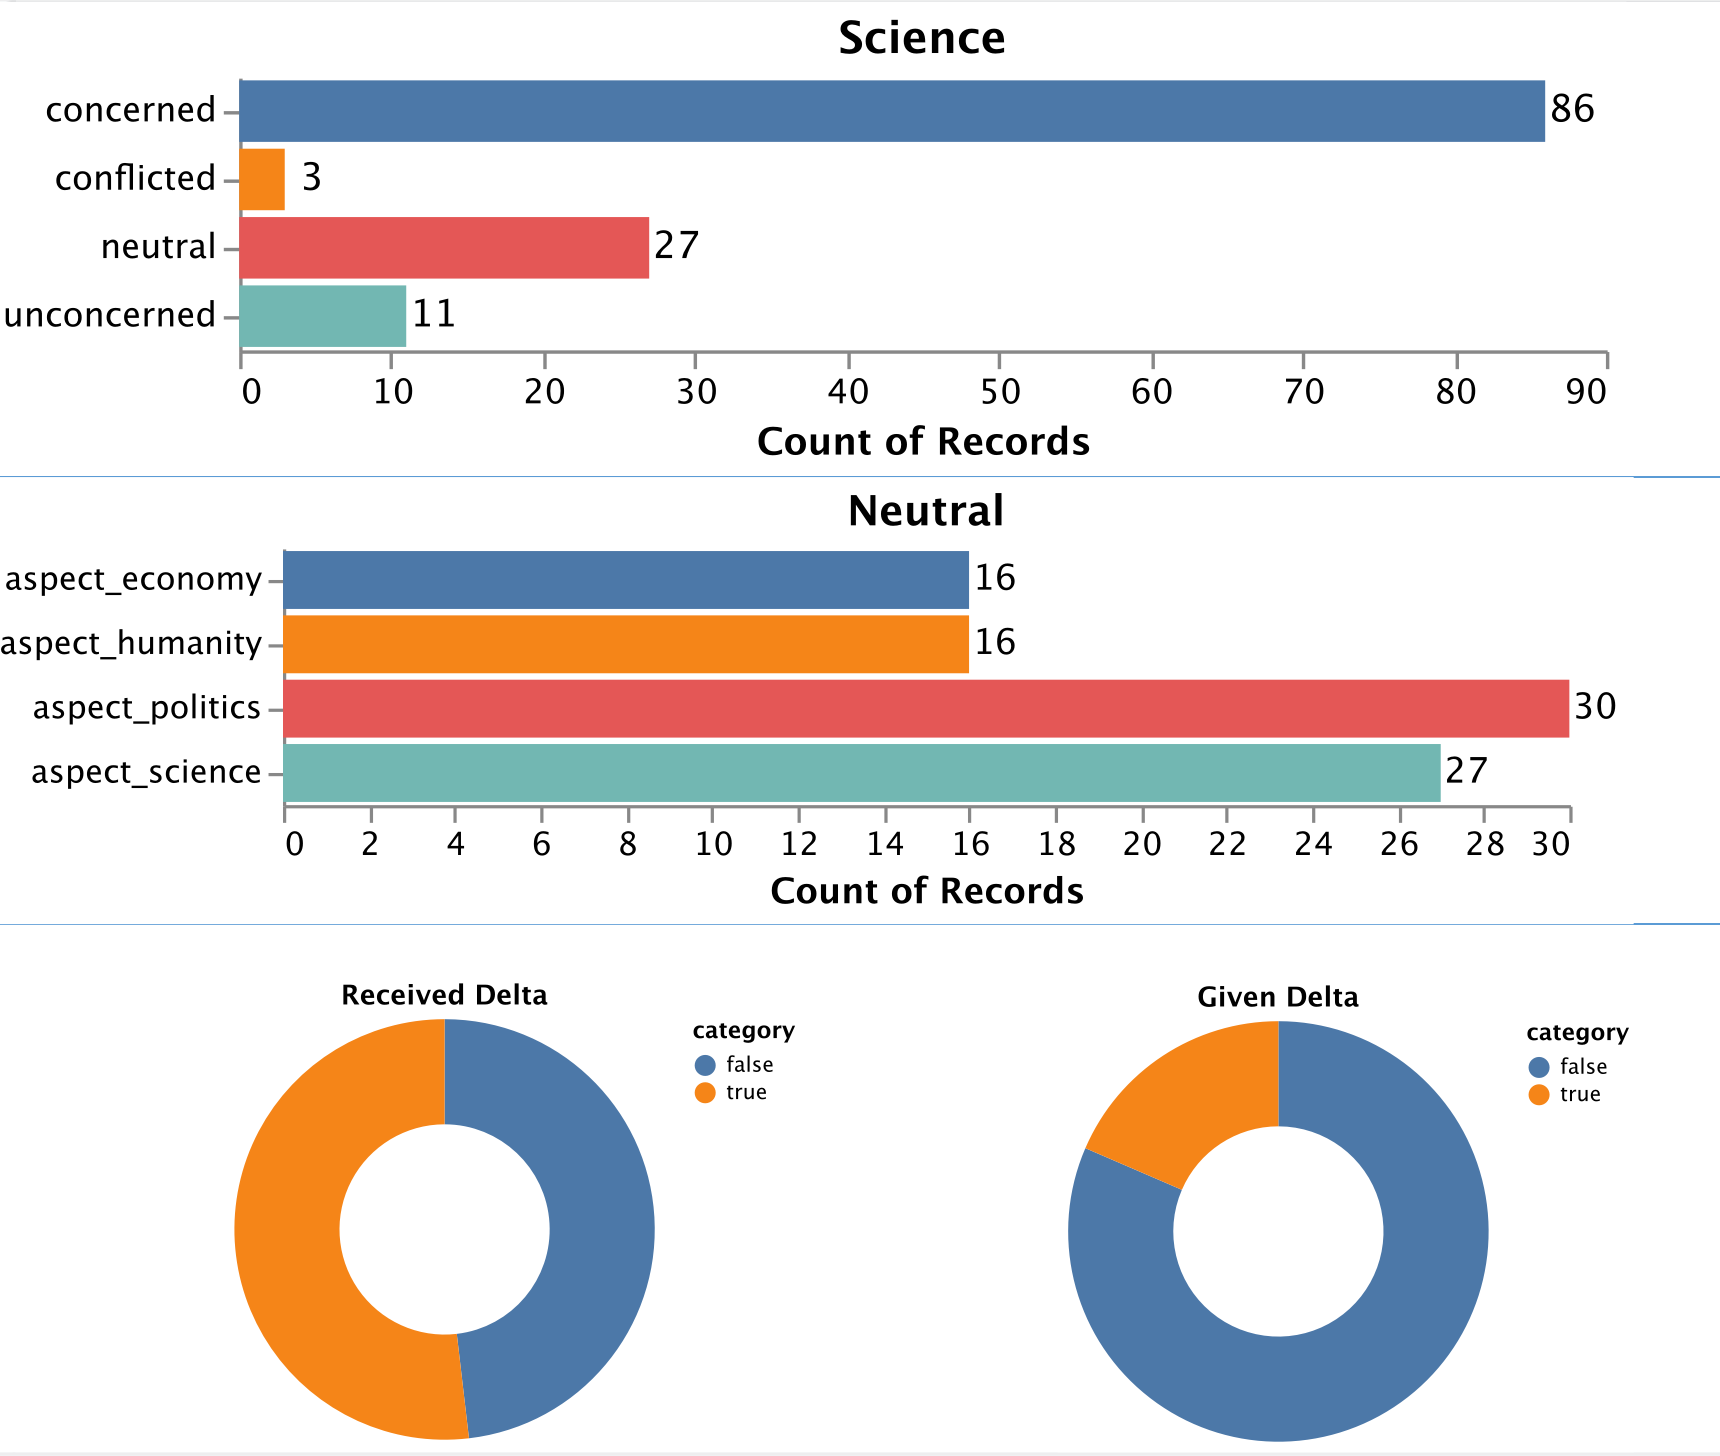 Science
concerned 86
conflicted 3
neutral 27
unconcerned 11
0 10 20 30 40 50 60 70 80 90
Count of Records
Neutral
aspect_economy 16
aspect_humanity 16
aspect_politics 30
aspect_science 27
0 2 4 6 8 10 12 14 16 18 20 22 24 26 28 30
Count of Records
Received Delta
category
false
true
Given Delta
category
false
true